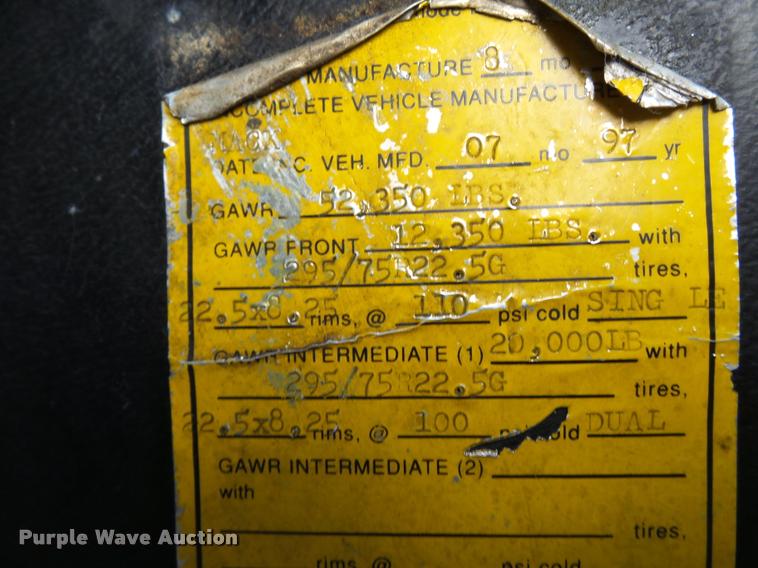 MANUFACTURE 8 mo
COMPLETE VEHICLE MANUFACTURE
MACK
DATE INC. VEH. MFD. 07 mo 97 yr
GAWR 52,350 LBS.
GAWR FRONT 12,350 LBS. with
295/75R22.5G tires,
22.5x8.25 rims, @ 110 psi cold SINGLE
GAWR INTERMEDIATE (1) 20,000LB with
295/75R22.5G tires,
22.5x8.25 rims, @ 100 psi cold DUAL
GAWR INTERMEDIATE (2)
with
tires,
rims, @ psi cold
Purple Wave Auction